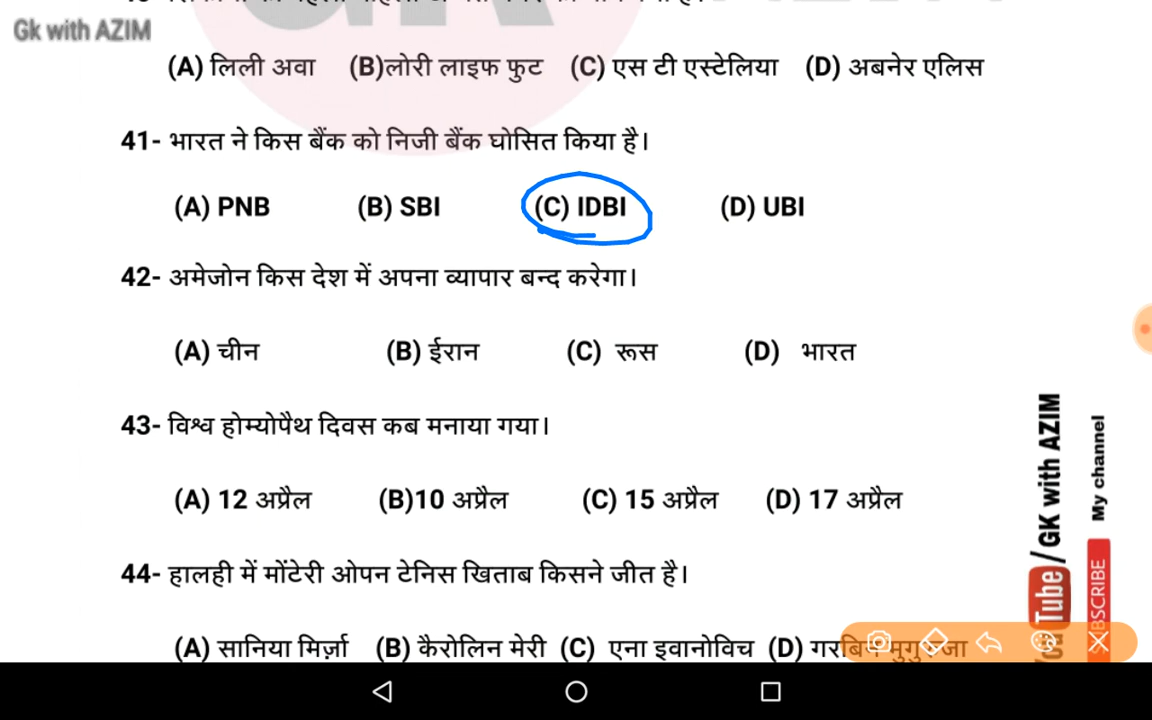 Gk with AZIM
(A) लिली अवा (B)लोरी लाइफ फुट (C) एस टी एस्टेलिया (D) अबनेर एलिस
41- भारत ने किस बैंक को निजी बैंक घोसित किया है।
(A) PNB (B) SBI (C) IDBI (D) UBI
42- अमेजोन किस देश में अपना व्यापार बन्द करेगा।
(A) चीन (B) ईरान (C) रूस (D) भारत
43- विश्व होम्योपैथ दिवस कब मनाया गया।
(A) 12 अप्रैल (B)10 अप्रैल (C) 15 अप्रैल (D) 17 अप्रैल
44- हालही में मोंटेरी ओपन टेनिस खिताब किसने जीत है।
(A) सानिया मिर्ज़ा (B) कैरोलिन मेरी (C) एना इवानोविच (D)
Tube/GK with AZIM
My channel